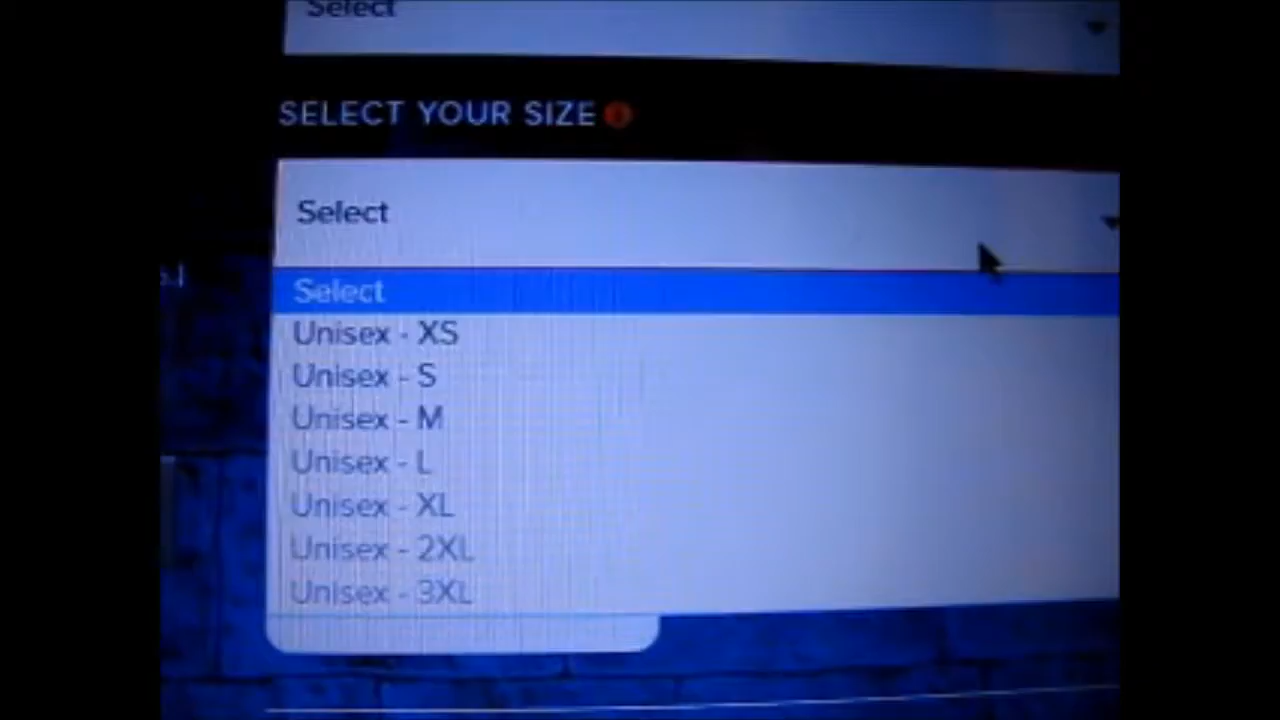 Select
SELECT YOUR SIZE
Select
Select
Unisex - XS
Unisex - S
Unisex - M
Unisex - L
Unisex - XL
Unisex - 2XL
Unisex - 3XL